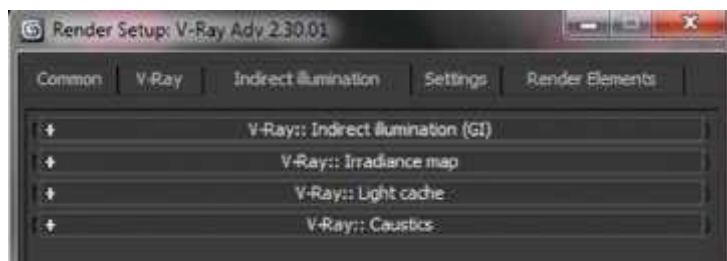 Render Setup: V-Ray Adv 2.30.01
Common V-Ray Indirect illumination Settings Render Elements
+ V-Ray:: Indirect illumination (GI)
+ V-Ray:: Irradiance map
+ V-Ray:: Light cache
+ V-Ray:: Caustics